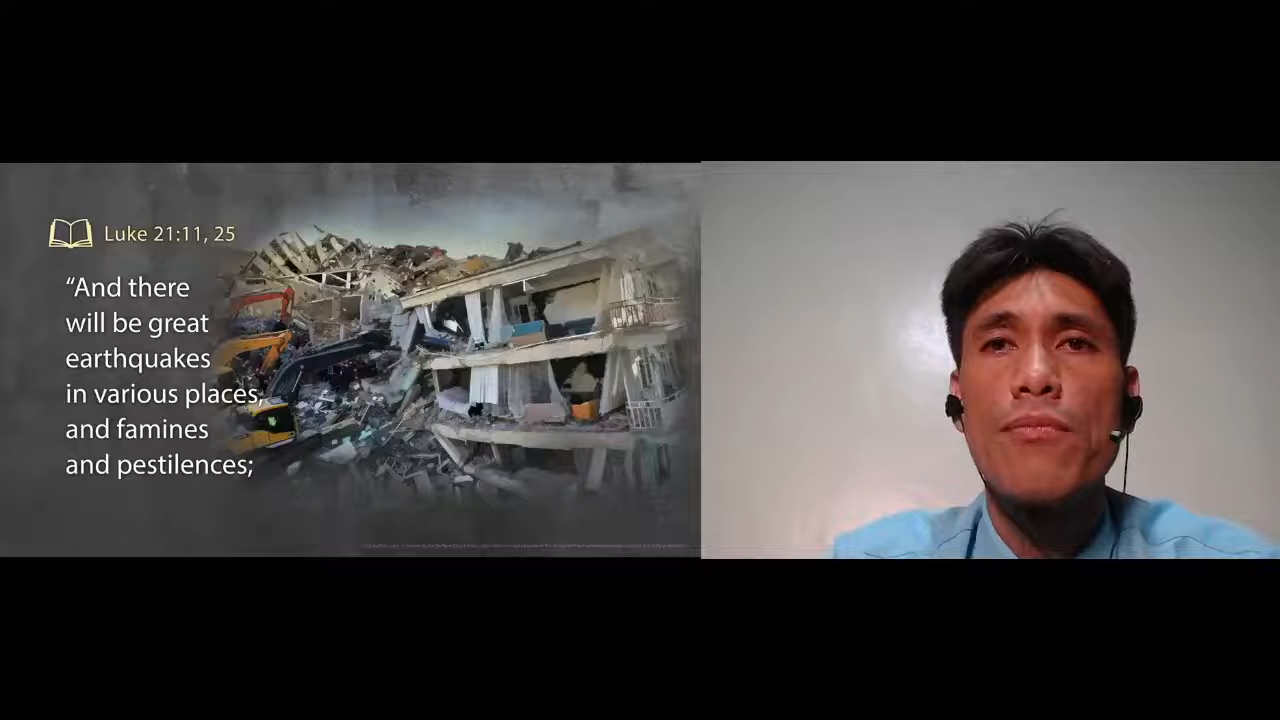 Luke 21:11, 25
“And there
will be great
earthquakes
in various places,
and famines
and pestilences;